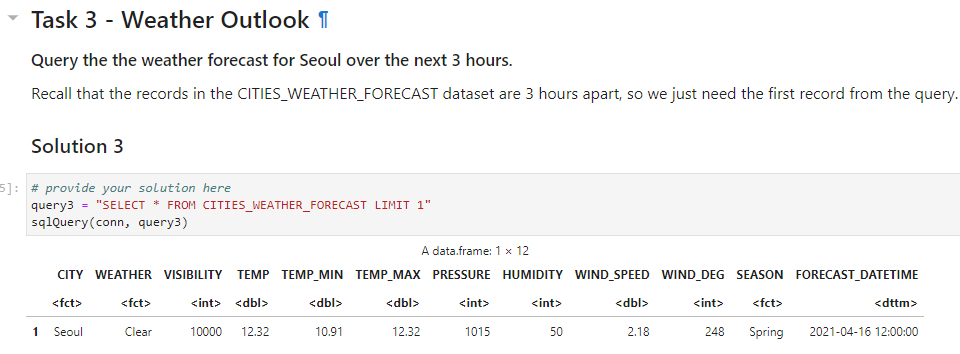 Task 3 - Weather Outlook ¶
Query the the weather forecast for Seoul over the next 3 hours.
Recall that the records in the CITIES_WEATHER_FORECAST dataset are 3 hours apart, so we just need the first record from the query.
Solution 3
5]: # provide your solution here
query3 = "SELECT * FROM CITIES_WEATHER_FORECAST LIMIT 1"
sqlQuery(conn, query3)
A data.frame: 1 × 12
CITY WEATHER VISIBILITY TEMP TEMP_MIN TEMP_MAX PRESSURE HUMIDITY WIND_SPEED WIND_DEG SEASON FORECAST_DATETIME
<fct> <fct> <int> <dbl> <dbl> <dbl> <int> <int> <dbl> <int> <fct> <dttm>
1 Seoul Clear 10000 12.32 10.91 12.32 1015 50 2.18 248 Spring 2021-04-16 12:00:00